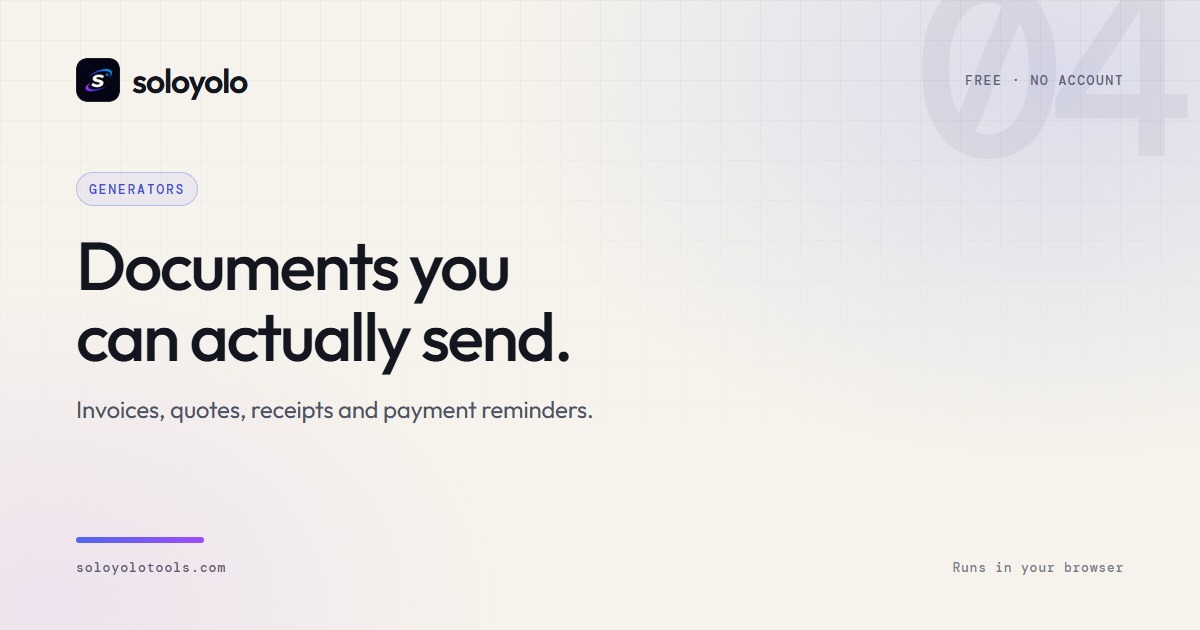 04
S soloyolo
FREE · NO ACCOUNT
GENERATORS
Documents you
can actually send.
Invoices, quotes, receipts and payment reminders.
soloyolotools.com
Runs in your browser